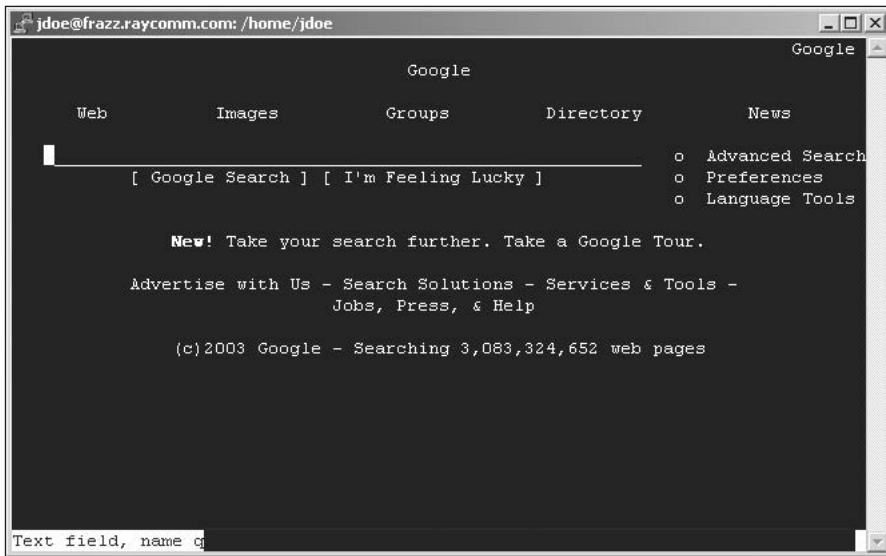 jdoe@frazz.raycomm.com: /home/jdoe
Google
Google
Web Images Groups Directory News
o Advanced Search
[ Google Search ] [ I'm Feeling Lucky ] o Preferences
o Language Tools
New! Take your search further. Take a Google Tour.
Advertise with Us - Search Solutions - Services & Tools -
Jobs, Press, & Help
(c)2003 Google - Searching 3,083,324,652 web pages
Text field, name q